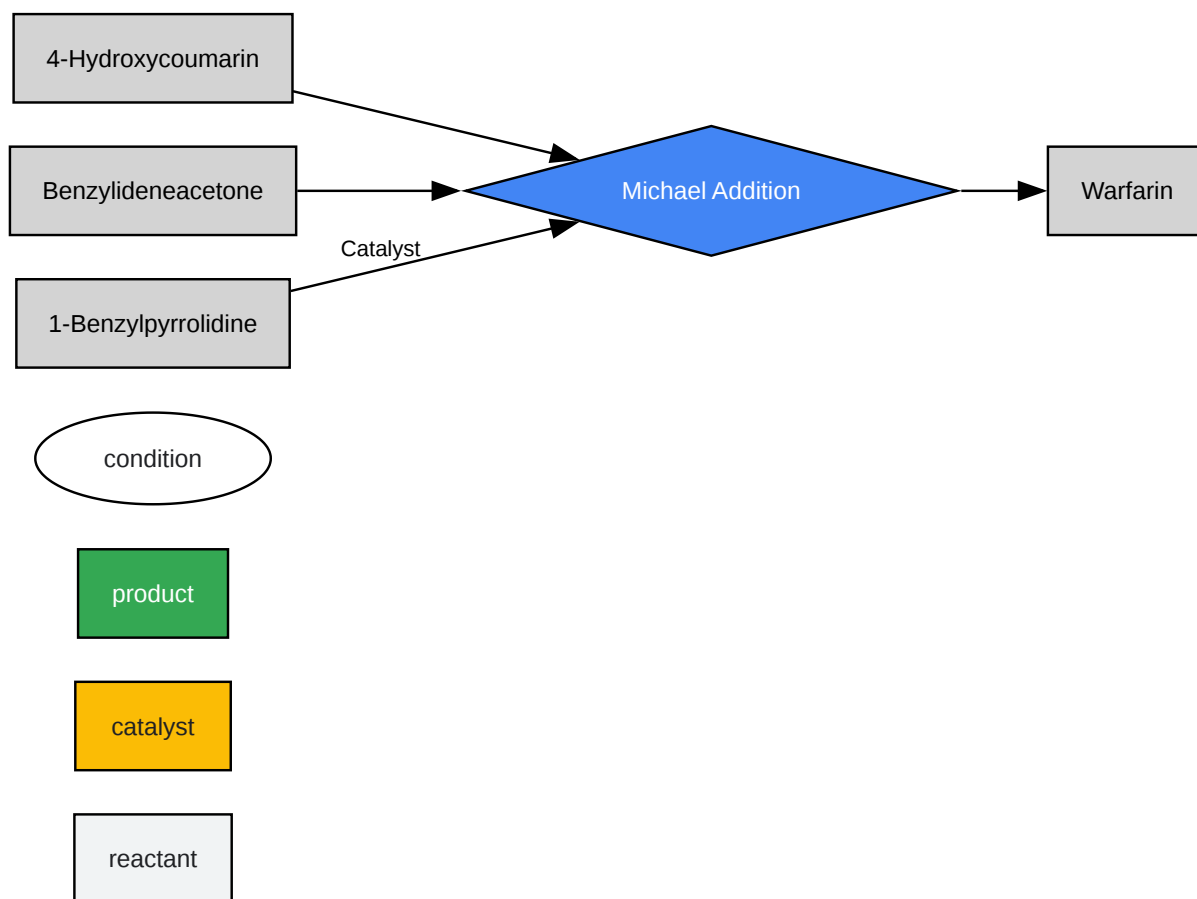 4-Hydroxycoumarin
Benzylideneacetone
Michael Addition
Warfarin
Catalyst
1-Benzylpyrrolidine
condition
product
catalyst
reactant